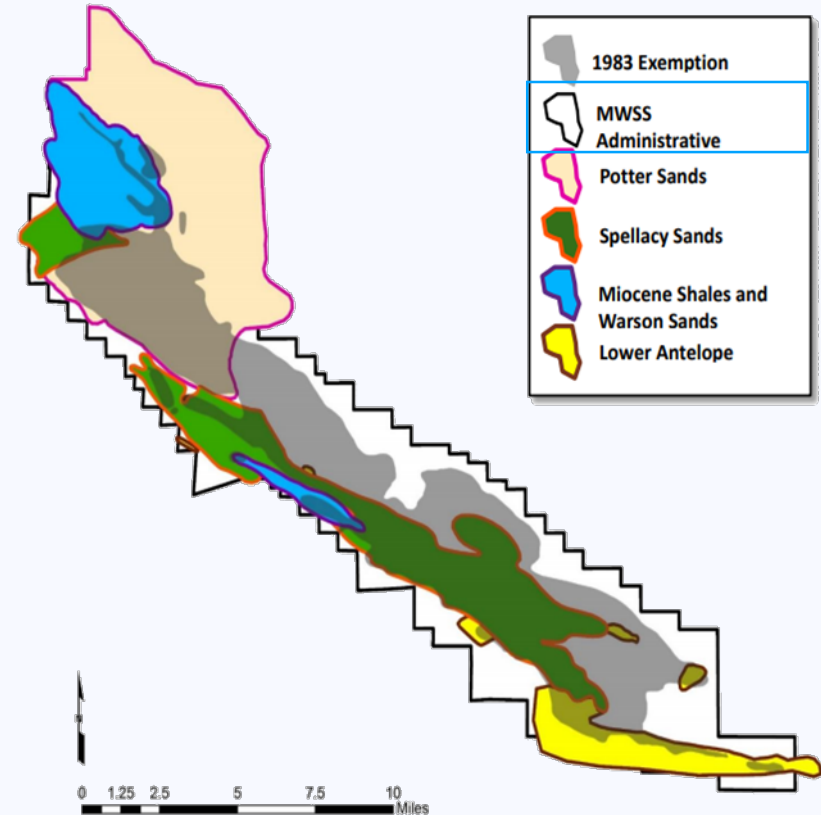 1983 Exemption
MWSS
Administrative
Potter Sands
Spellacy Sands
Miocene Shales and
Warson Sands
Lower Antelope
N
0 1.25 2.5 5 7.5 10
Miles